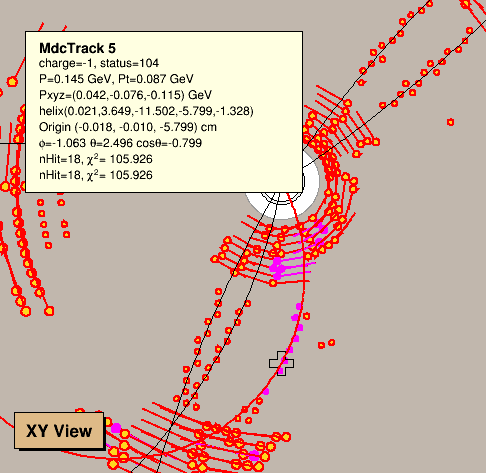 MdcTrack 5
charge=-1, status=104
P=0.145 GeV, Pt=0.087 GeV
Pxyz=(0.042,-0.076,-0.115) GeV
helix(0.021,3.649,-11.502,-5.799,-1.328)
Origin (-0.018, -0.010, -5.799) cm
ϕ=-1.063 θ=2.496 cosθ=-0.799
nHit=18, χ²= 105.926
nHit=18, χ²= 105.926
XY View